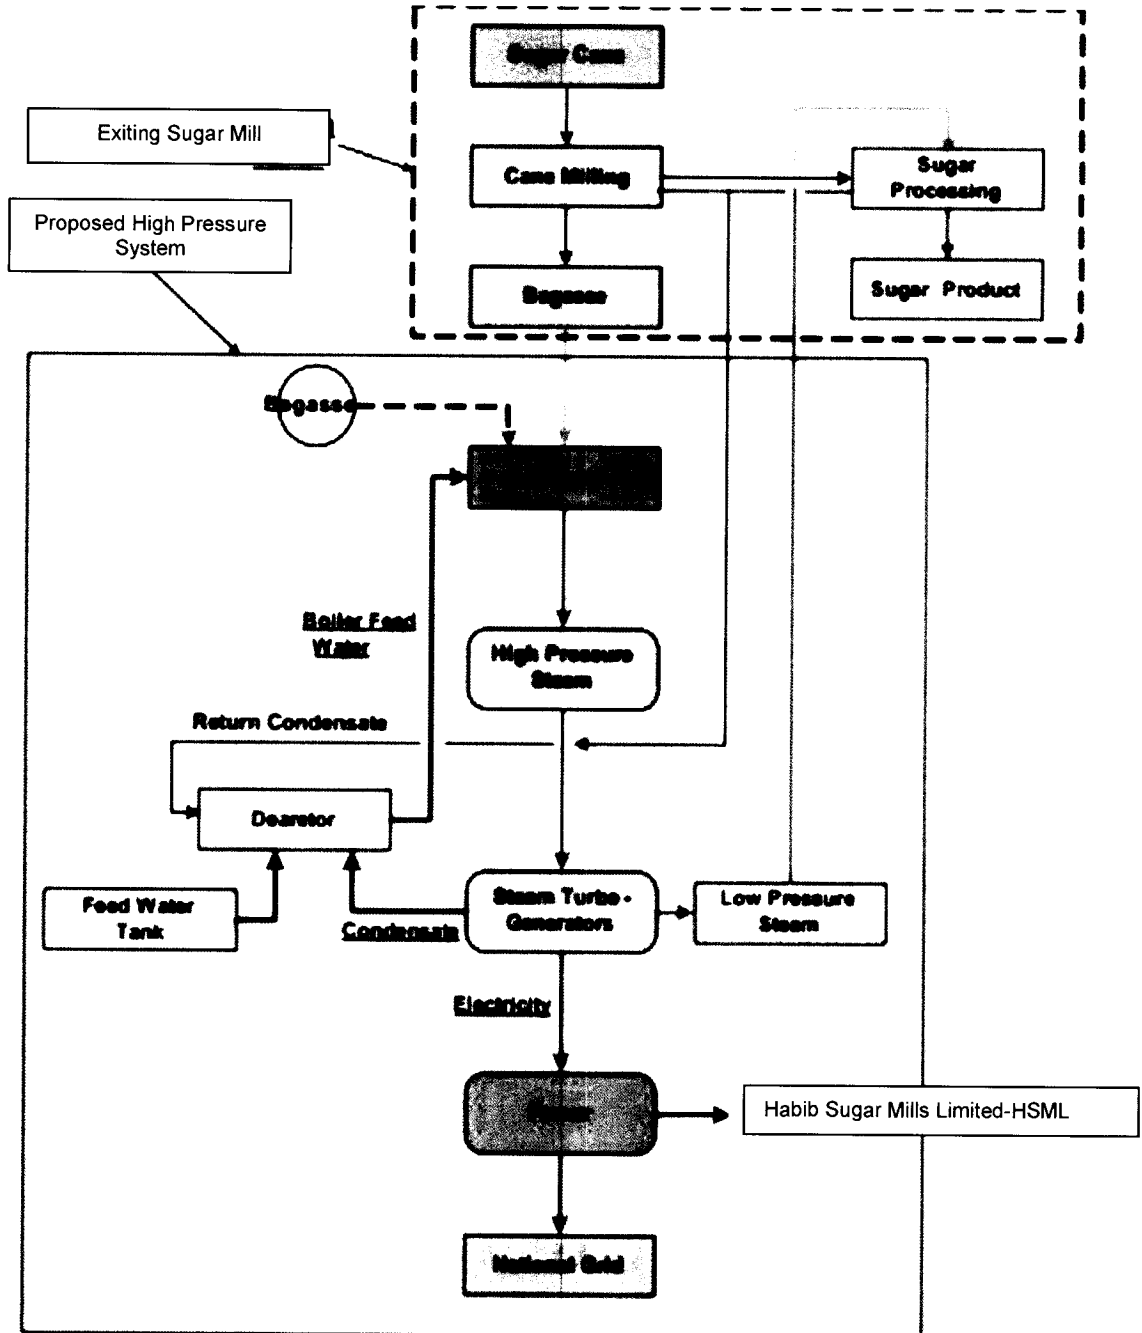 Sugar Cane
Exiting Sugar Mill
Cane Milling
Sugar
Processing
Proposed High Pressure
System
Bagasse
Sugar Product
Bagasse
Boiler Feed
Water
High Pressure
Steam
Return Condensate
Dearetor
Feed Water
Tank
Condensate
Steam Turbo -
Generators
Low Pressure
Steam
Electricity
Power
Habib Sugar Mills Limited-HSML
National Grid